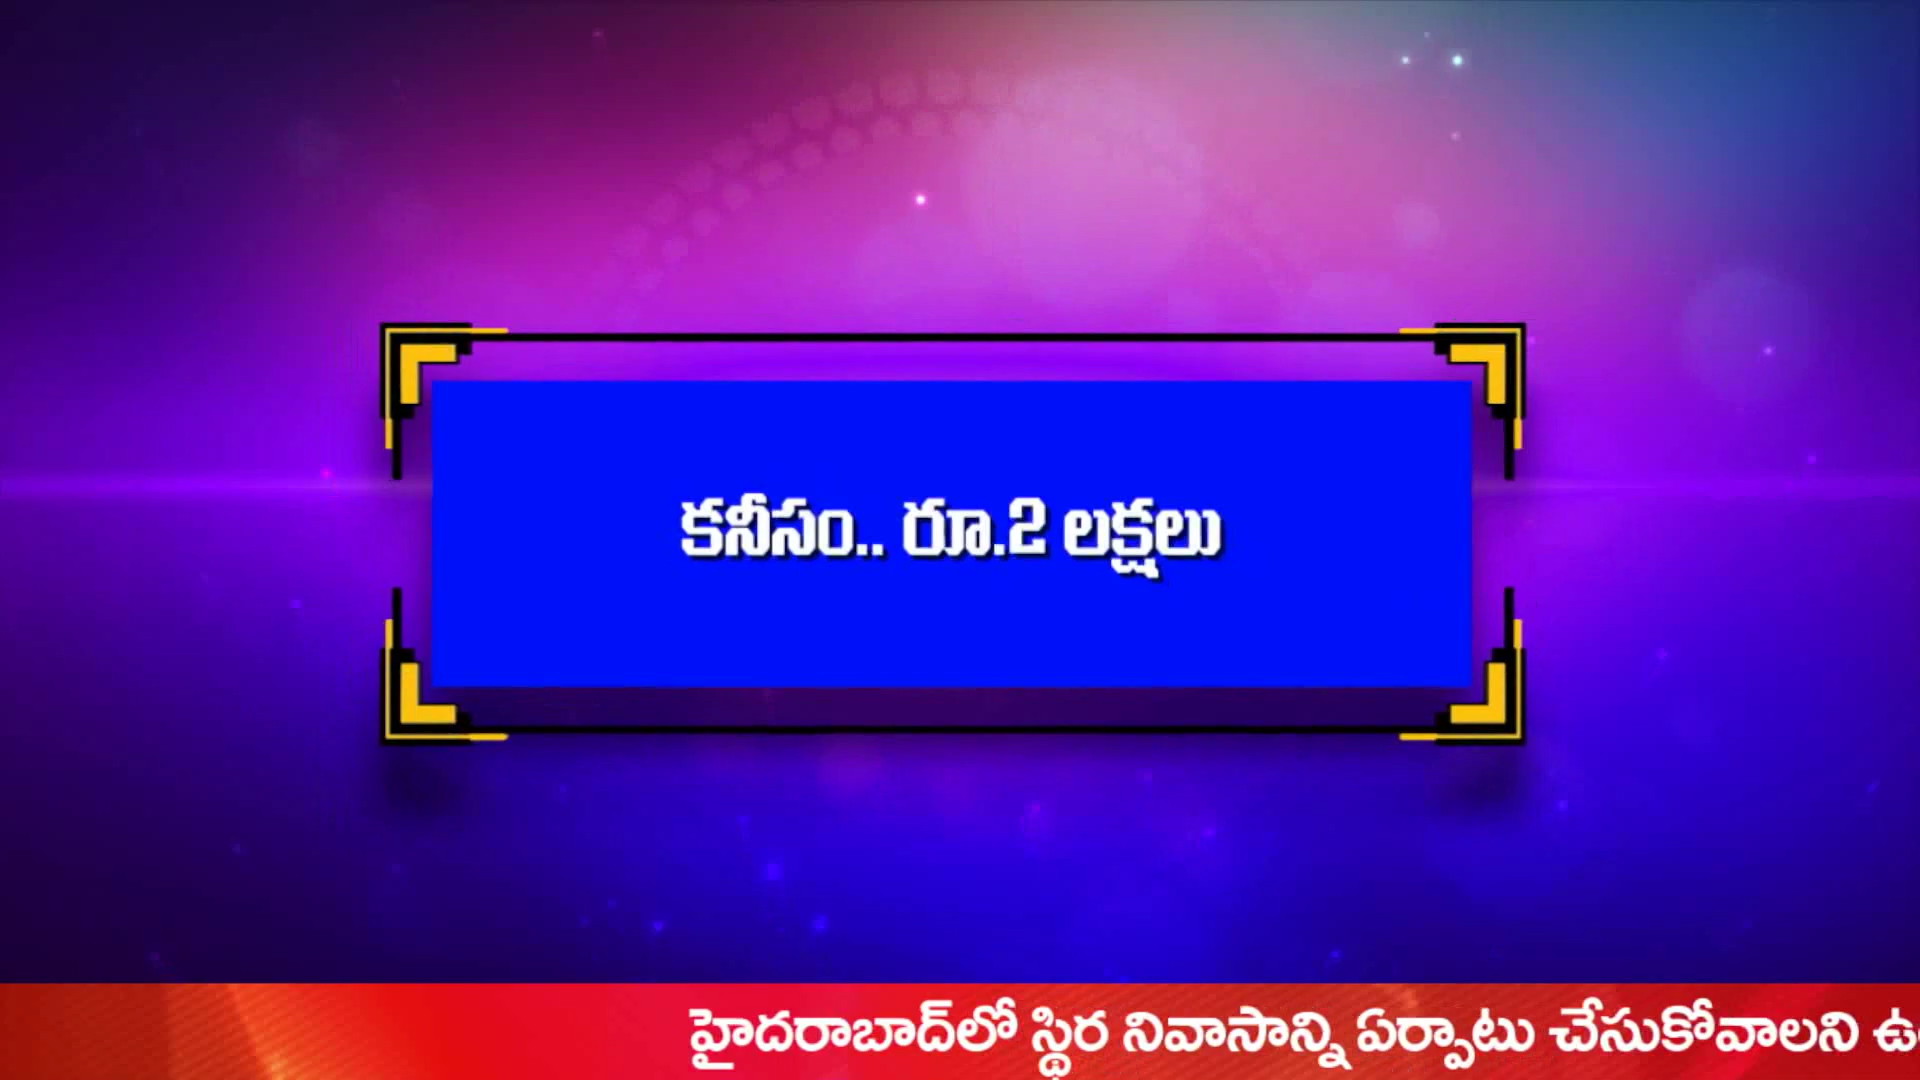 కనీసం.. రూ.2 లక్షలు
హైదరాబాద్‌లో స్థిర నివాసాన్ని ఏర్పాటు చేసుకోవాలని